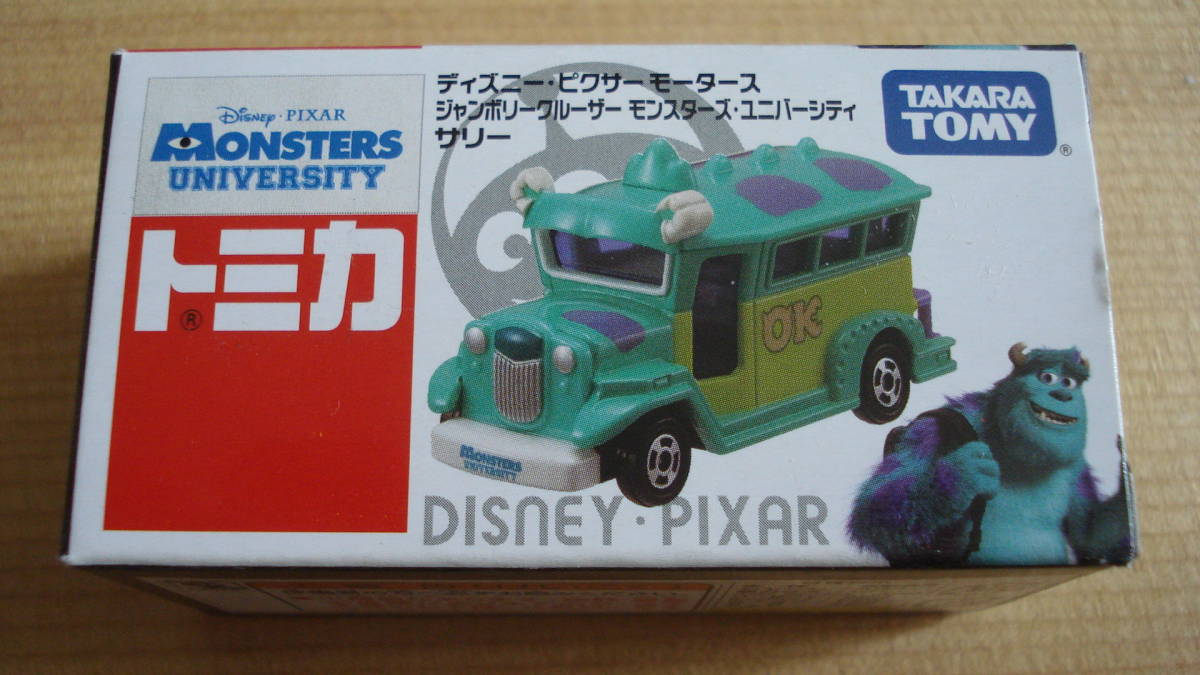 Disney・PIXAR
MONSTERS
UNIVERSITY
トミカ®
ディズニー・ピクサー モータース
ジャンボリークルーザー モンスターズ・ユニバーシティ
サリー
TAKARA
TOMY®
OK
MONSTERS
UNIVERSITY
DISNEY・PIXAR